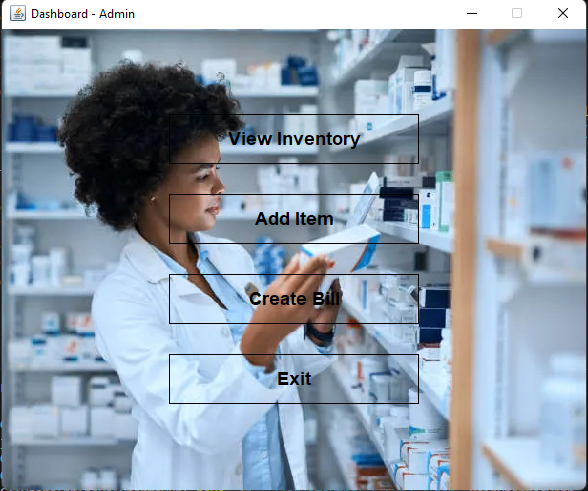 Dashboard - Admin
View Inventory
Add Item
Create Bill
Exit